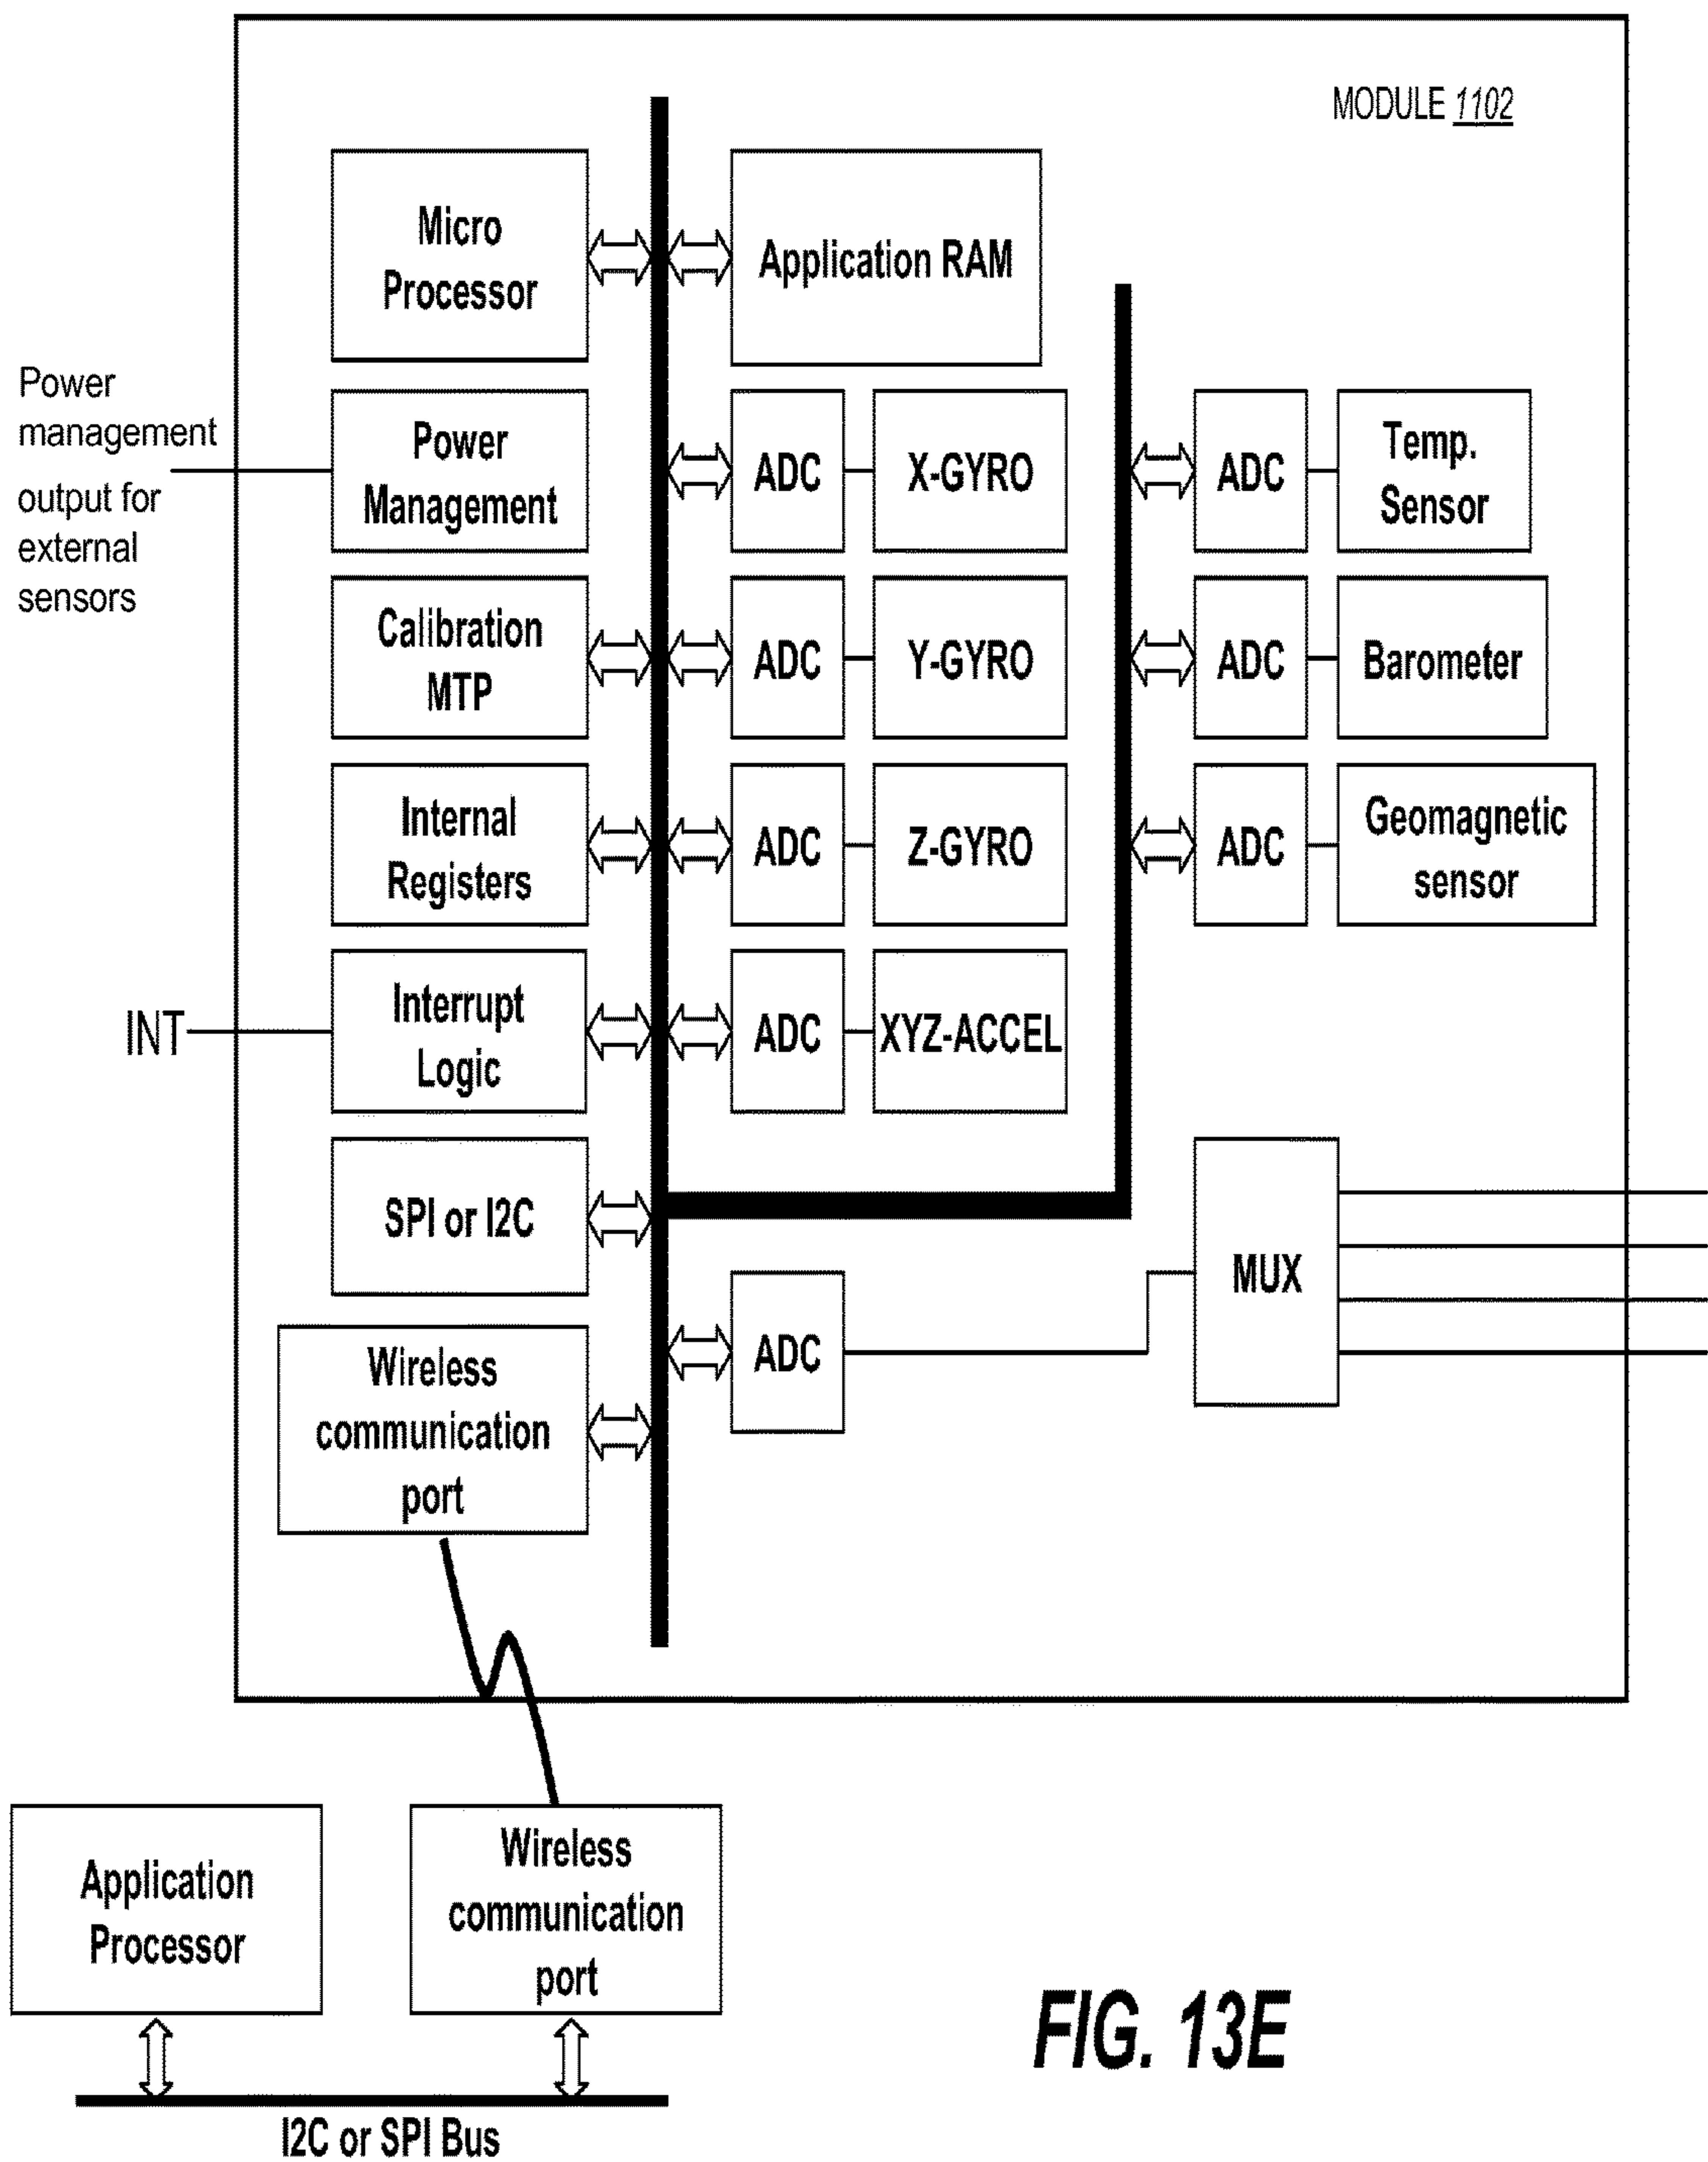 MODULE 1102
Micro
Processor
Application RAM
Power
management
output for
external
sensors
Power
Management
ADC
X-GYRO
ADC
Temp.
Sensor
Calibration
MTP
ADC
Y-GYRO
ADC
Barometer
Internal
Registers
ADC
Z-GYRO
ADC
Geomagnetic
sensor
INT
Interrupt
Logic
ADC
XYZ-ACCEL
SPI or I2C
MUX
ADC
Wireless
communication
port
Application
Processor
Wireless
communication
port
I2C or SPI Bus
FIG. 13E